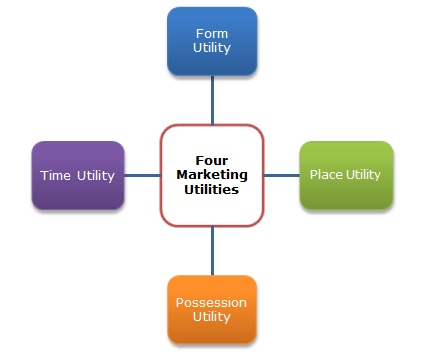 Form
Utility
Time Utility
Four
Marketing
Utilities
Place Utility
Possession
Utility